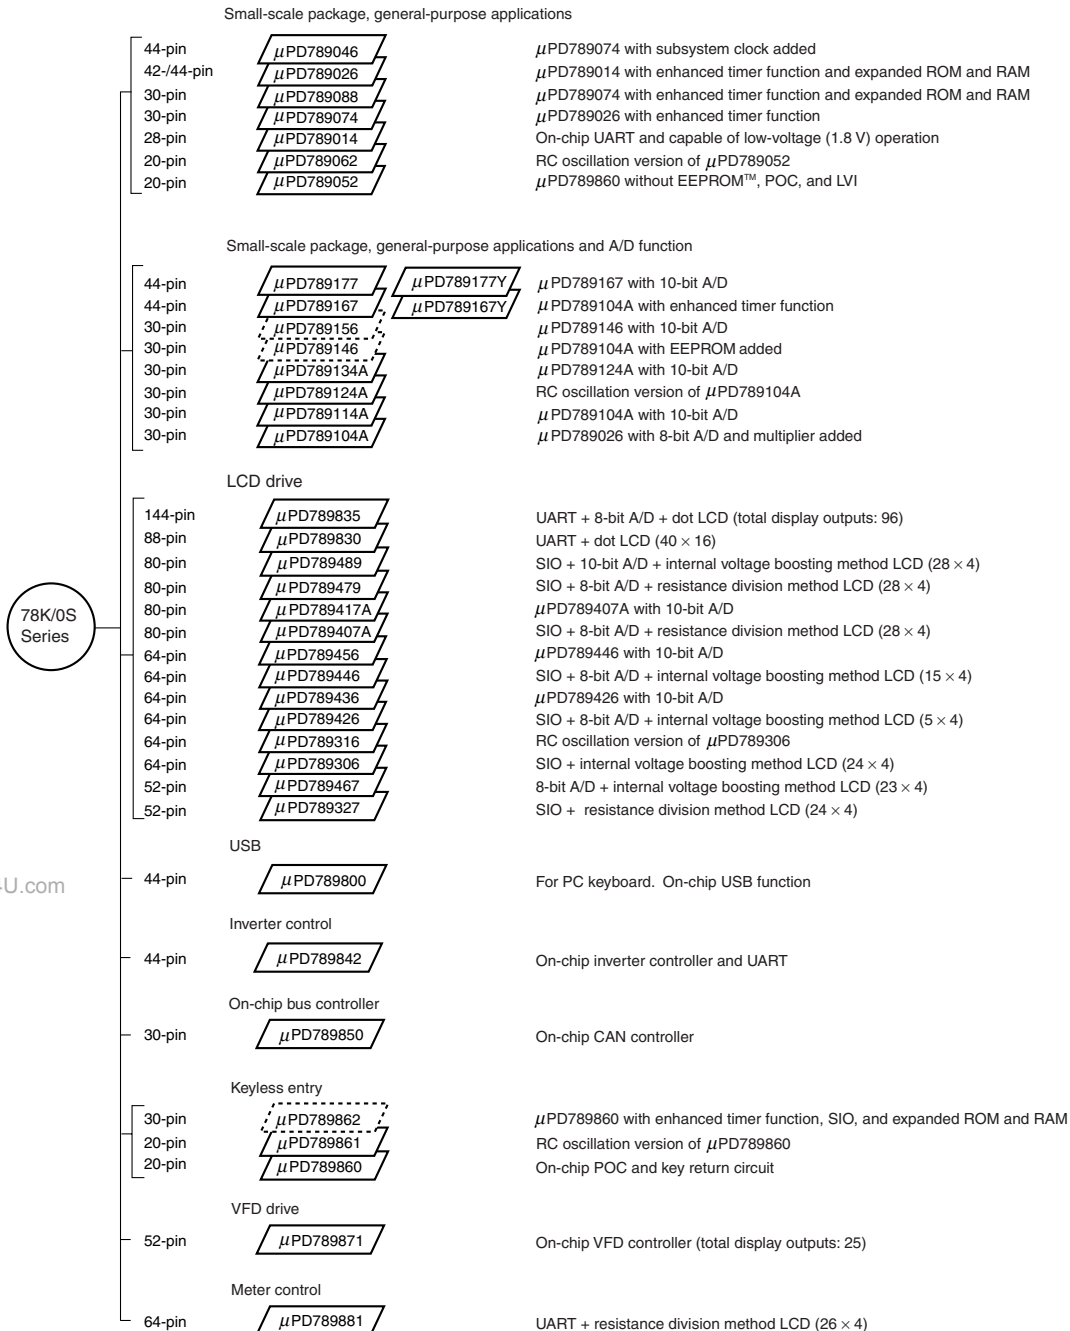 Small-scale package, general-purpose applications
44-pin μPD789046 μPD789074 with subsystem clock added
42-/44-pin μPD789026 μPD789014 with enhanced timer function and expanded ROM and RAM
30-pin μPD789088 μPD789074 with enhanced timer function and expanded ROM and RAM
30-pin μPD789074 μPD789026 with enhanced timer function
28-pin μPD789014 On-chip UART and capable of low-voltage (1.8 V) operation
20-pin μPD789062 RC oscillation version of μPD789052
20-pin μPD789052 μPD789860 without EEPROM™, POC, and LVI
Small-scale package, general-purpose applications and A/D function
44-pin μPD789177 μPD789177Y μPD789167 with 10-bit A/D
44-pin μPD789167 μPD789167Y μPD789104A with enhanced timer function
30-pin μPD789156 μPD789146 with 10-bit A/D
30-pin μPD789146 μPD789104A with EEPROM added
30-pin μPD789134A μPD789124A with 10-bit A/D
30-pin μPD789124A RC oscillation version of μPD789104A
30-pin μPD789114A μPD789104A with 10-bit A/D
30-pin μPD789104A μPD789026 with 8-bit A/D and multiplier added
LCD drive
144-pin μPD789835 UART + 8-bit A/D + dot LCD (total display outputs: 96)
88-pin μPD789830 UART + dot LCD (40 × 16)
80-pin μPD789489 SIO + 10-bit A/D + internal voltage boosting method LCD (28 × 4)
80-pin μPD789479 SIO + 8-bit A/D + resistance division method LCD (28 × 4)
80-pin μPD789417A μPD789407A with 10-bit A/D
80-pin μPD789407A SIO + 8-bit A/D + resistance division method LCD (28 × 4)
78K/0S
Series
64-pin μPD789456 μPD789446 with 10-bit A/D
64-pin μPD789446 SIO + 8-bit A/D + internal voltage boosting method LCD (15 × 4)
64-pin μPD789436 μPD789426 with 10-bit A/D
64-pin μPD789426 SIO + 8-bit A/D + internal voltage boosting method LCD (5 × 4)
64-pin μPD789316 RC oscillation version of μPD789306
64-pin μPD789306 SIO + internal voltage boosting method LCD (24 × 4)
52-pin μPD789467 8-bit A/D + internal voltage boosting method LCD (23 × 4)
52-pin μPD789327 SIO + resistance division method LCD (24 × 4)
USB
44-pin μPD789800 For PC keyboard. On-chip USB function
U.com
Inverter control
44-pin μPD789842 On-chip inverter controller and UART
On-chip bus controller
30-pin μPD789850 On-chip CAN controller
Keyless entry
30-pin μPD789862 μPD789860 with enhanced timer function, SIO, and expanded ROM and RAM
20-pin μPD789861 RC oscillation version of μPD789860
20-pin μPD789860 On-chip POC and key return circuit
VFD drive
52-pin μPD789871 On-chip VFD controller (total display outputs: 25)
Meter control
64-pin μPD789881 UART + resistance division method LCD (26 × 4)